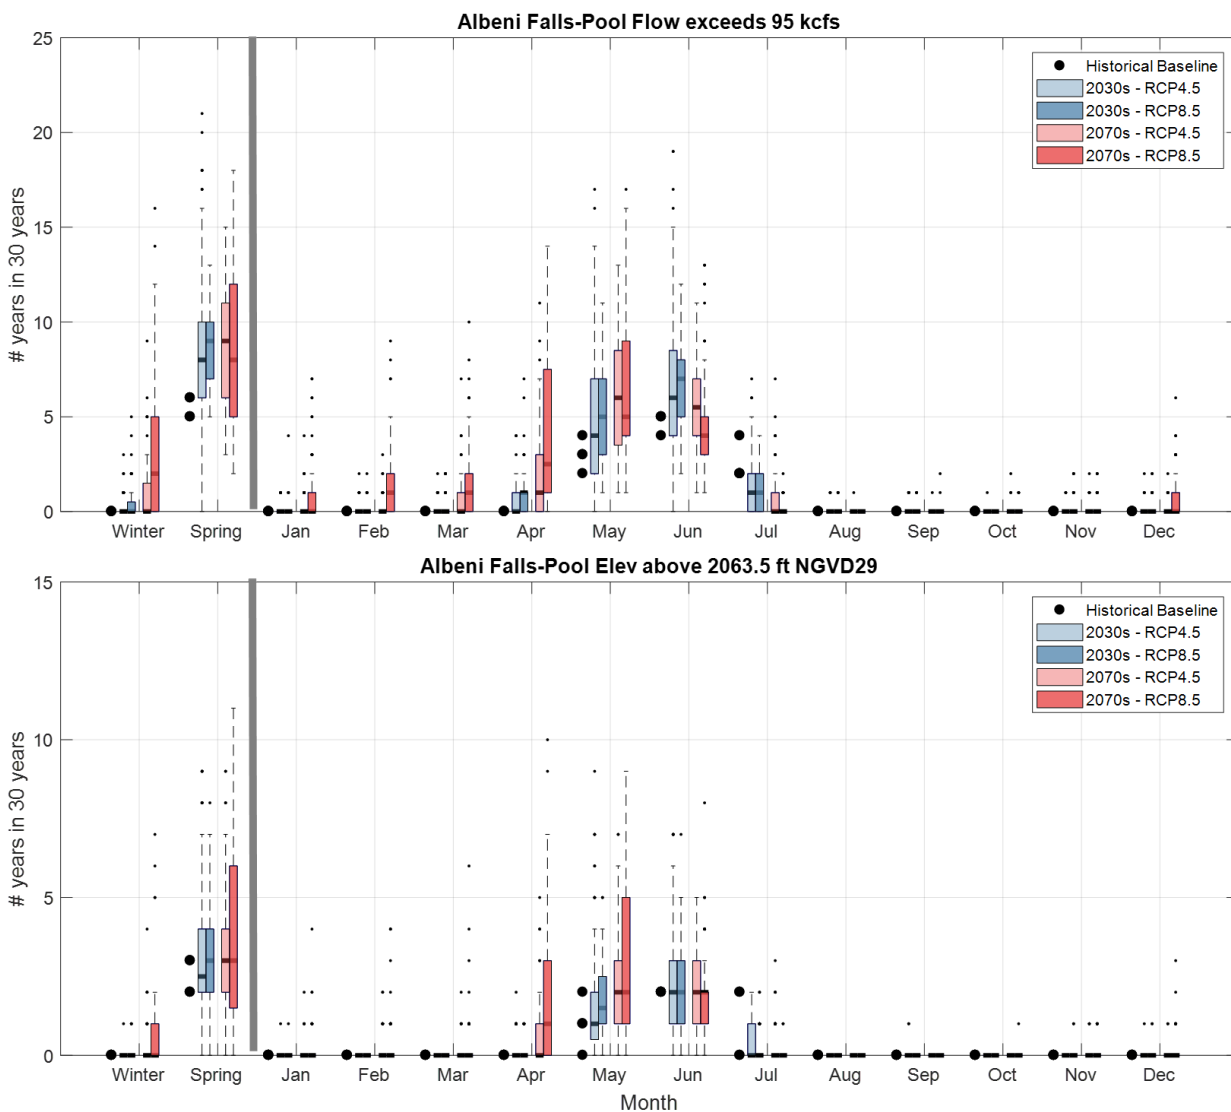 Albeni Falls-Pool Flow exceeds 95 kcfs
# years in 30 years
25
20
15
10
5
0
Historical Baseline
2030s - RCP4.5
2030s - RCP8.5
2070s - RCP4.5
2070s - RCP8.5
Winter Spring Jan Feb Mar Apr May Jun Jul Aug Sep Oct Nov Dec
Albeni Falls-Pool Elev above 2063.5 ft NGVD29
# years in 30 years
15
10
5
0
Historical Baseline
2030s - RCP4.5
2030s - RCP8.5
2070s - RCP4.5
2070s - RCP8.5
Winter Spring Jan Feb Mar Apr May Jun Jul Aug Sep Oct Nov Dec
Month